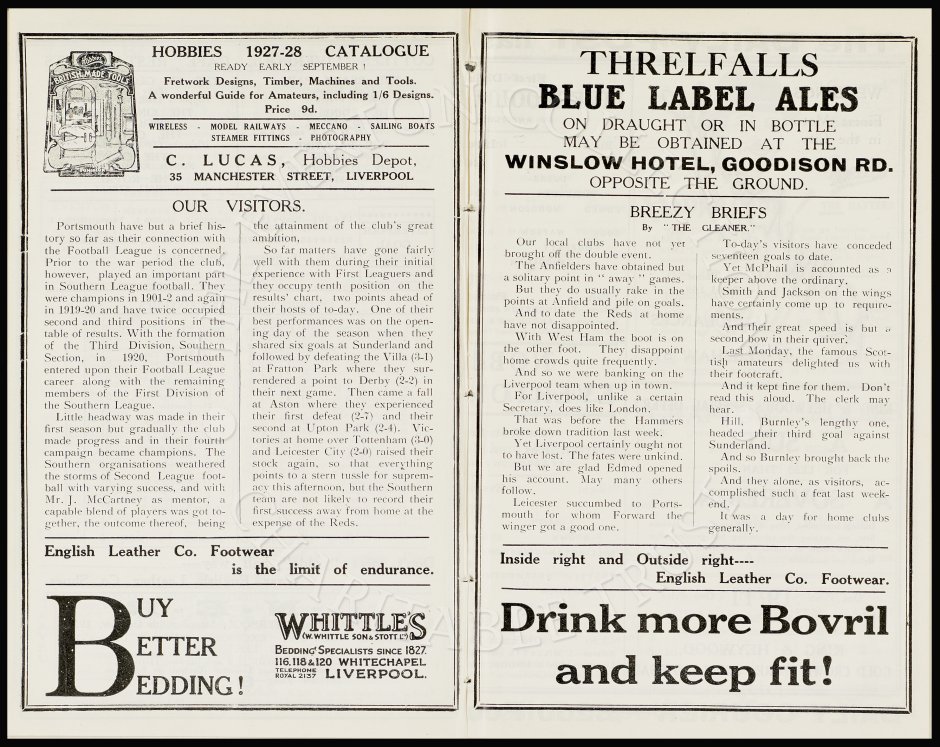 HOBBIES 1927-28 CATALOGUE
READY EARLY SEPTEMBER !
Fretwork Designs, Timber, Machines and Tools.
A wonderful Guide for Amateurs, including 1/6 Designs.
Price 9d.
BRITISH MADE TOOLS
WIRELESS - MODEL RAILWAYS - MECCANO - SAILING BOATS
STEAMER FITTINGS - PHOTOGRAPHY
C. LUCAS, Hobbies Depot,
35 MANCHESTER STREET, LIVERPOOL
OUR VISITORS.
Portsmouth have but a brief his-
tory so far as their connection with
the Football League is concerned.
Prior to the war period the club,
however, played an important part
in Southern League football. They
were champions in 1901-2 and again
in 1919-20 and have twice occupied
second and third positions in the
table of results. With the formation
of the Third Division, Southern
Section, in 1920, Portsmouth
entered upon their Football League
career along with the remaining
members of the First Division of
the Southern League.
Little headway was made in their
first season but gradually the club
made progress and in their fourth
campaign became champions. The
Southern organisations weathered
the storms of Second League foot-
ball with varying success, and with
Mr. J. McCartney as mentor, a
capable blend of players was got to-
gether, the outcome thereof, being
the attainment of the club's great
ambition.
So far matters have gone fairly
well with them during their initial
experience with First Leaguers and
they occupy tenth position on the
results' chart, two points ahead of
their hosts of to-day. One of their
best performances was on the open-
ing day of the season when they
shared six goals at Sunderland and
followed by defeating the Villa (3-1)
at Fratton Park where they sur-
rendered a point to Derby (2-2) in
their next game. Then came a fall
at Aston where they experienced
their first defeat (2-7) and their
second at Upton Park (2-4). Vic-
tories at home over Tottenham (3-0)
and Leicester City (2-0) raised their
stock again, so that everything
points to a stern tussle for suprem-
acy this afternoon, but the Southern
team are not likely to record their
first success away from home at the
expense of the Reds.
English Leather Co. Footwear
is the limit of endurance.
BUY
BETTER
BEDDING!
WHITTLE'S
(W. WHITTLE SON & STOTT LTD)
BEDDING SPECIALISTS SINCE 1827.
116, 118 & 120 WHITECHAPEL
TELEPHONE ROYAL 2137 LIVERPOOL.
THRELFALLS
BLUE LABEL ALES
ON DRAUGHT OR IN BOTTLE
MAY BE OBTAINED AT THE
WINSLOW HOTEL, GOODISON RD.
OPPOSITE THE GROUND.
BREEZY BRIEFS
By "THE GLEANER."
Our local clubs have not yet
brought off the double event.
The Anfielders have obtained but
a solitary point in "away" games.
But they do usually rake in the
points at Anfield and pile on goals.
And to date the Reds at home
have not disappointed.
With West Ham the boot is on
the other foot. They disappoint
home crowds quite frequently.
And so we were banking on the
Liverpool team when up in town.
For Liverpool, unlike a certain
Secretary, does like London.
That was before the Hammers
broke down tradition last week.
Yet Liverpool certainly ought not
to have lost. The fates were unkind.
But we are glad Edmed opened
his account. May many others
follow.
Leicester succumbed to Ports-
mouth for whom Forward the
winger got a good one.
To-day's visitors have conceded
seventeen goals to date.
Yet McPhail is accounted as a
keeper above the ordinary.
Smith and Jackson on the wings
have certainly come up to require-
ments.
And their great speed is but a
second bow in their quiver.
Last Monday, the famous Scot-
tish amateurs delighted us with
their footcraft.
And it kept fine for them. Don't
read this aloud. The clerk may
hear.
Hill, Burnley's lengthy one,
headed their third goal against
Sunderland.
And so Burnley brought back the
spoils.
And they alone, as visitors, ac-
complished such a feat last week-
end.
It was a day for home clubs
generally.
Inside right and Outside right----
English Leather Co. Footwear.
Drink more Bovril
and keep fit!